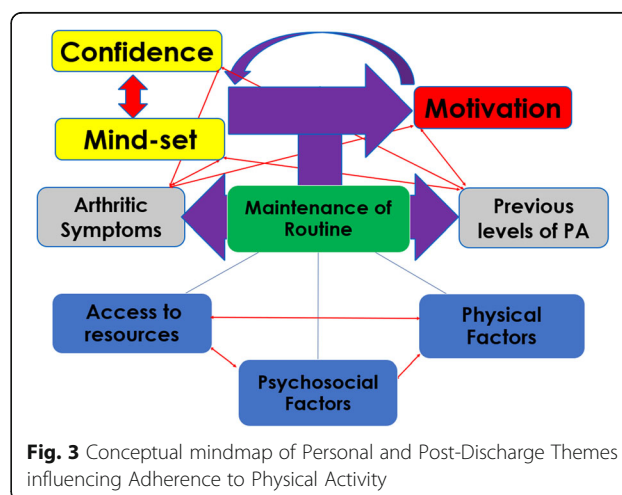 Confidence
Motivation
Mind-set
Arthritic
Symptoms
Maintenance of
Routine
Previous
levels of PA
Access to
resources
Physical
Factors
Psychosocial
Factors
Fig. 3 Conceptual mindmap of Personal and Post-Discharge Themes
influencing Adherence to Physical Activity